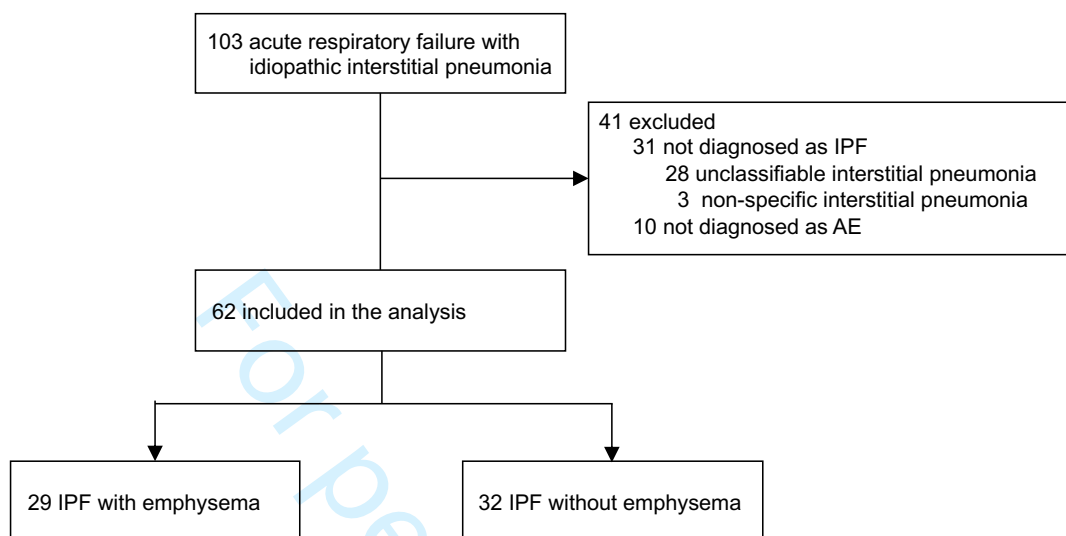 103 acute respiratory failure with
idiopathic interstitial pneumonia
41 excluded
31 not diagnosed as IPF
28 unclassifiable interstitial pneumonia
3 non-specific interstitial pneumonia
10 not diagnosed as AE
62 included in the analysis
29 IPF with emphysema
32 IPF without emphysema
For pe